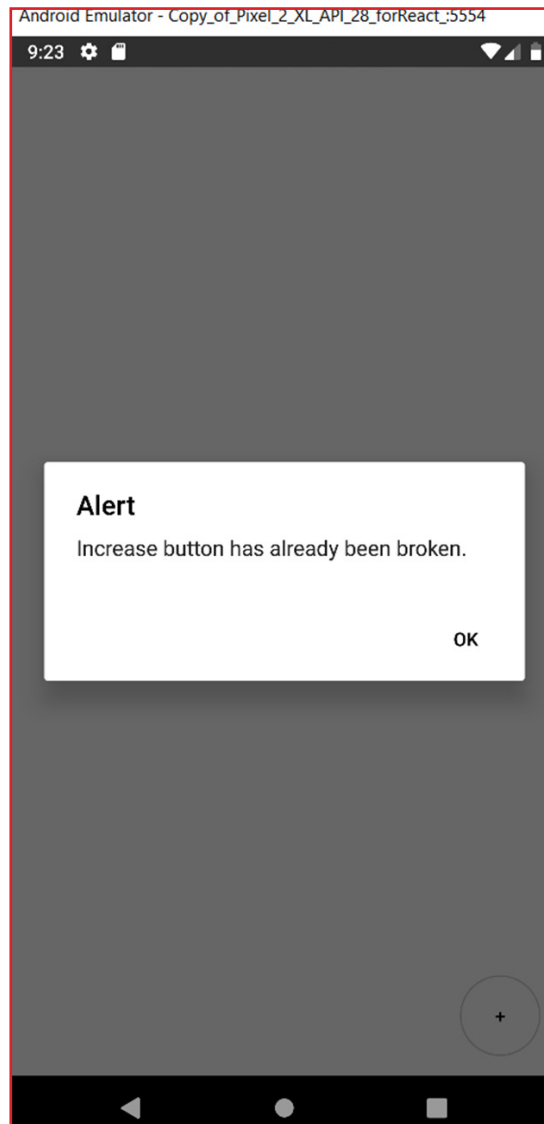 Android Emulator - Copy_of_Pixel_2_XL_API_28_forReact_:5554
9:23
Alert
Increase button has already been broken.
OK
+